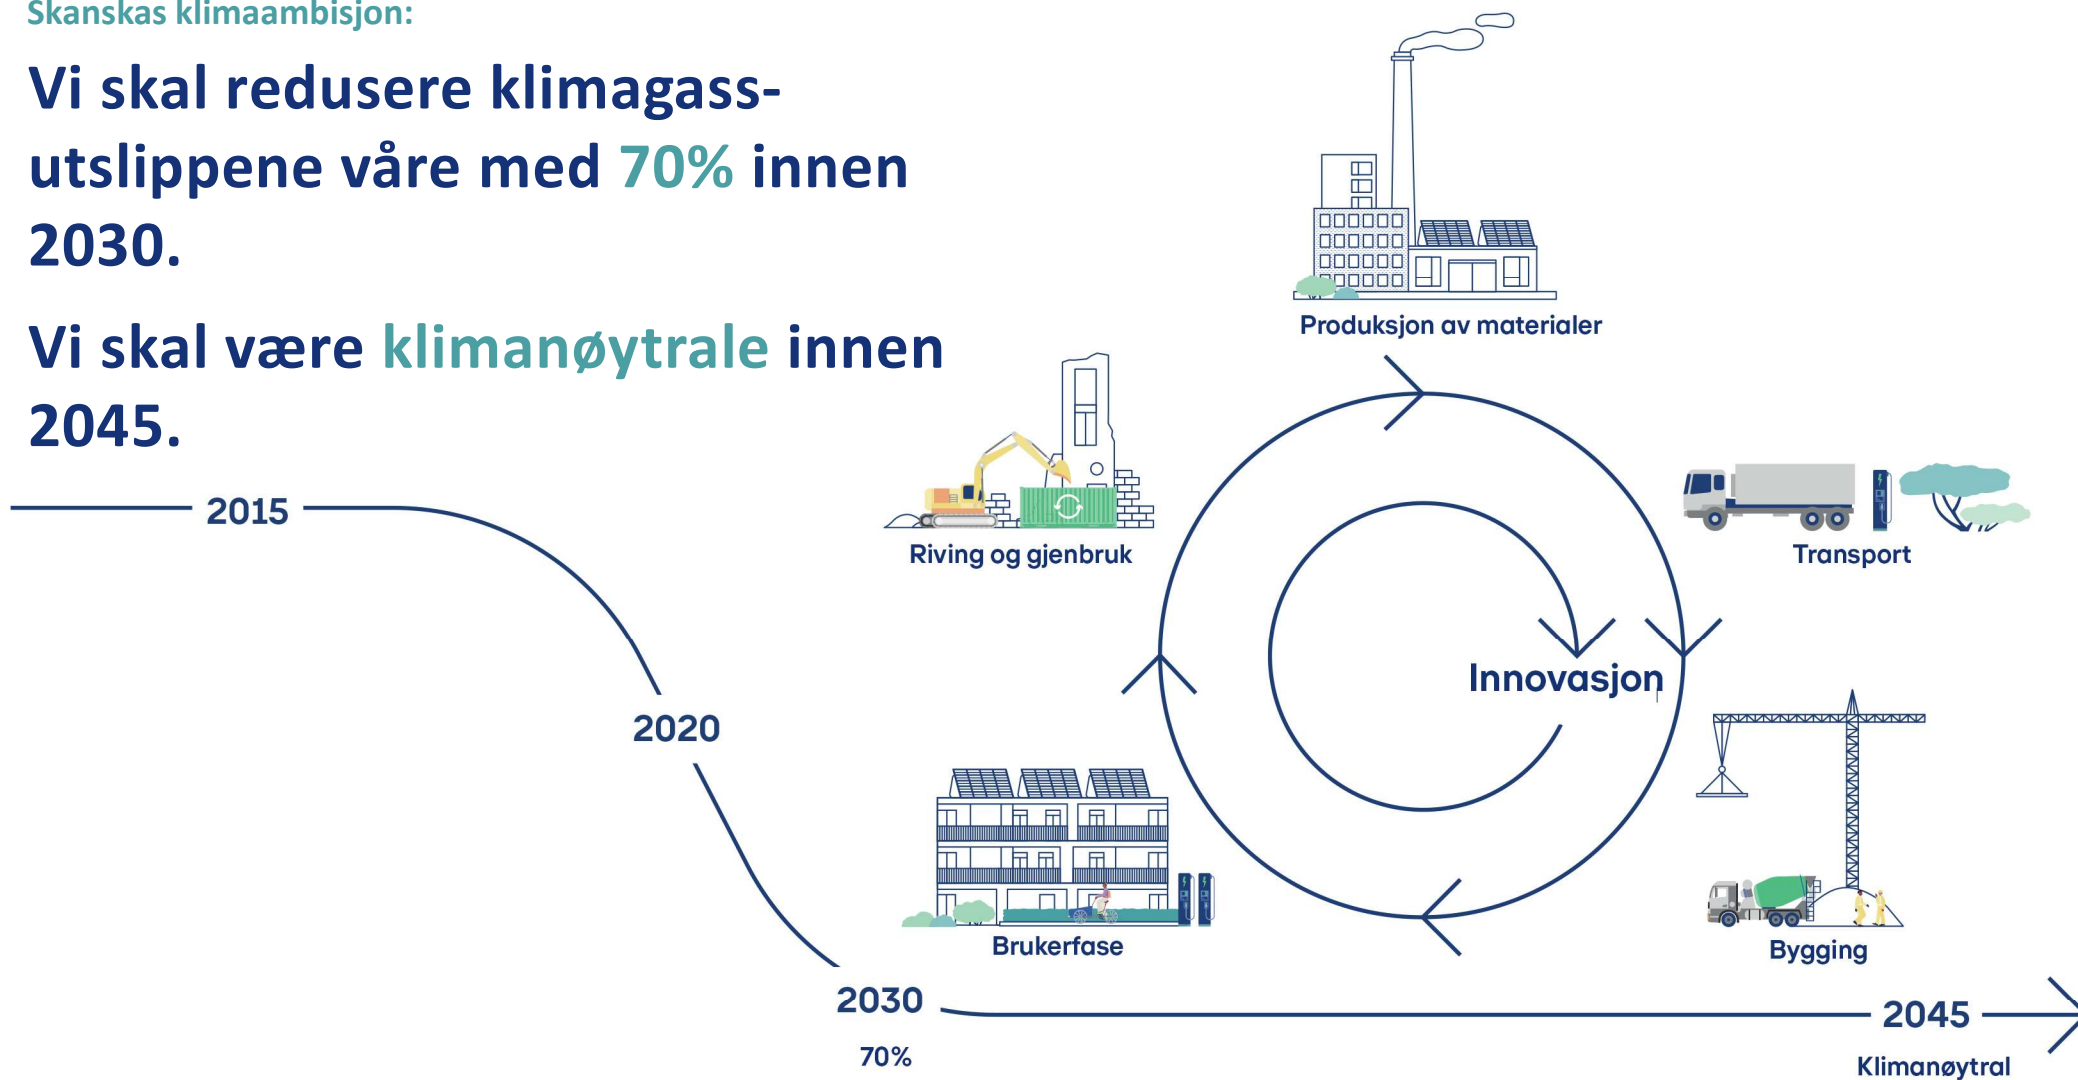 Skanskas klimaambisjon:
Vi skal redusere klimagass-
utslippene våre med 70% innen
2030.
Vi skal være klimanøytrale innen
2045.
Produksjon av materialer
2015
Riving og gjenbruk
Transport
Innovasjon
2020
Brukerfase
Bygging
2030
70%
2045
Klimanøytral